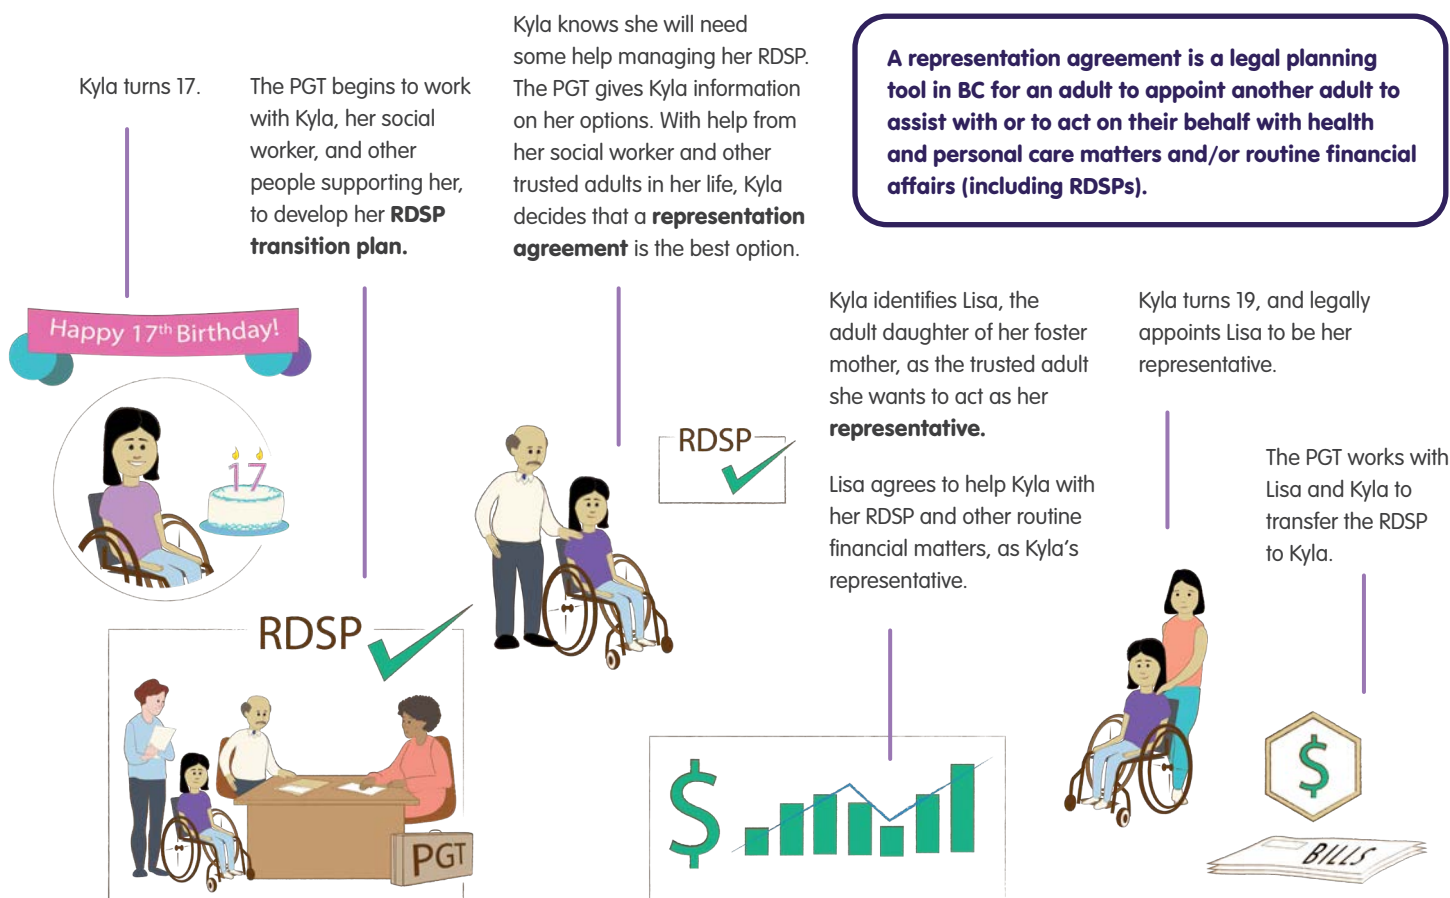 Kyla turns 17.
The PGT begins to work
with Kyla, her social
worker, and other
people supporting her,
to develop her RDSP
transition plan.
Kyla knows she will need
some help managing her RDSP.
The PGT gives Kyla information
on her options. With help from
her social worker and other
trusted adults in her life, Kyla
decides that a representation
agreement is the best option.
A representation agreement is a legal planning
tool in BC for an adult to appoint another adult to
assist with or to act on their behalf with health
and personal care matters and/or routine financial
affairs (including RDSPs).
Kyla identifies Lisa, the
adult daughter of her foster
mother, as the trusted adult
she wants to act as her
representative.
Lisa agrees to help Kyla with
her RDSP and other routine
financial matters, as Kyla's
representative.
Kyla turns 19, and legally
appoints Lisa to be her
representative.
The PGT works with
Lisa and Kyla to
transfer the RDSP
to Kyla.
Happy 17th Birthday!
17
RDSP
RDSP
PGT
$
$
BILLS